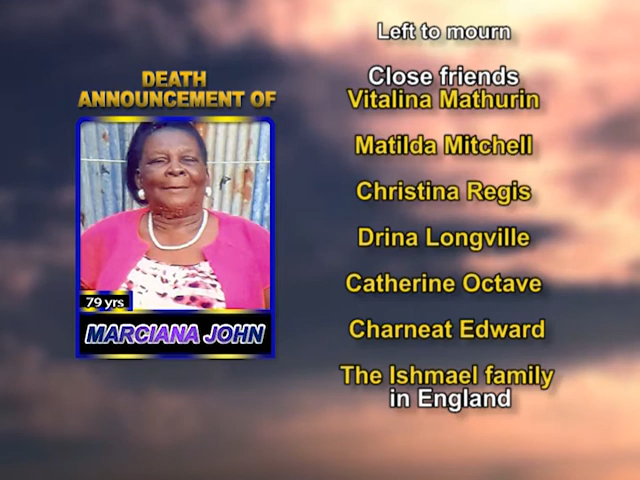 DEATH
ANNOUNCEMENT OF
79 yrs
MARCIANA JOHN
Left to mourn
Close friends
Vitalina Mathurin
Matilda Mitchell
Christina Regis
Drina Longville
Catherine Octave
Charneat Edward
The Ishmael family
in England